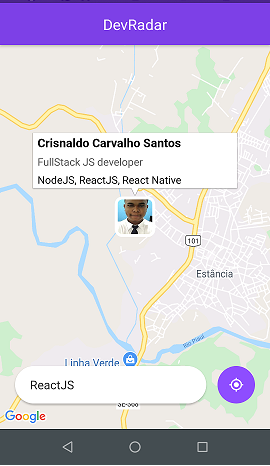 DevRadar
Crisnaldo Carvalho Santos
FullStack JS developer
NodeJS, ReactJS, React Native
101
Estância
Rio Piauí
Linha Verde
ReactJS
SE-368
Google